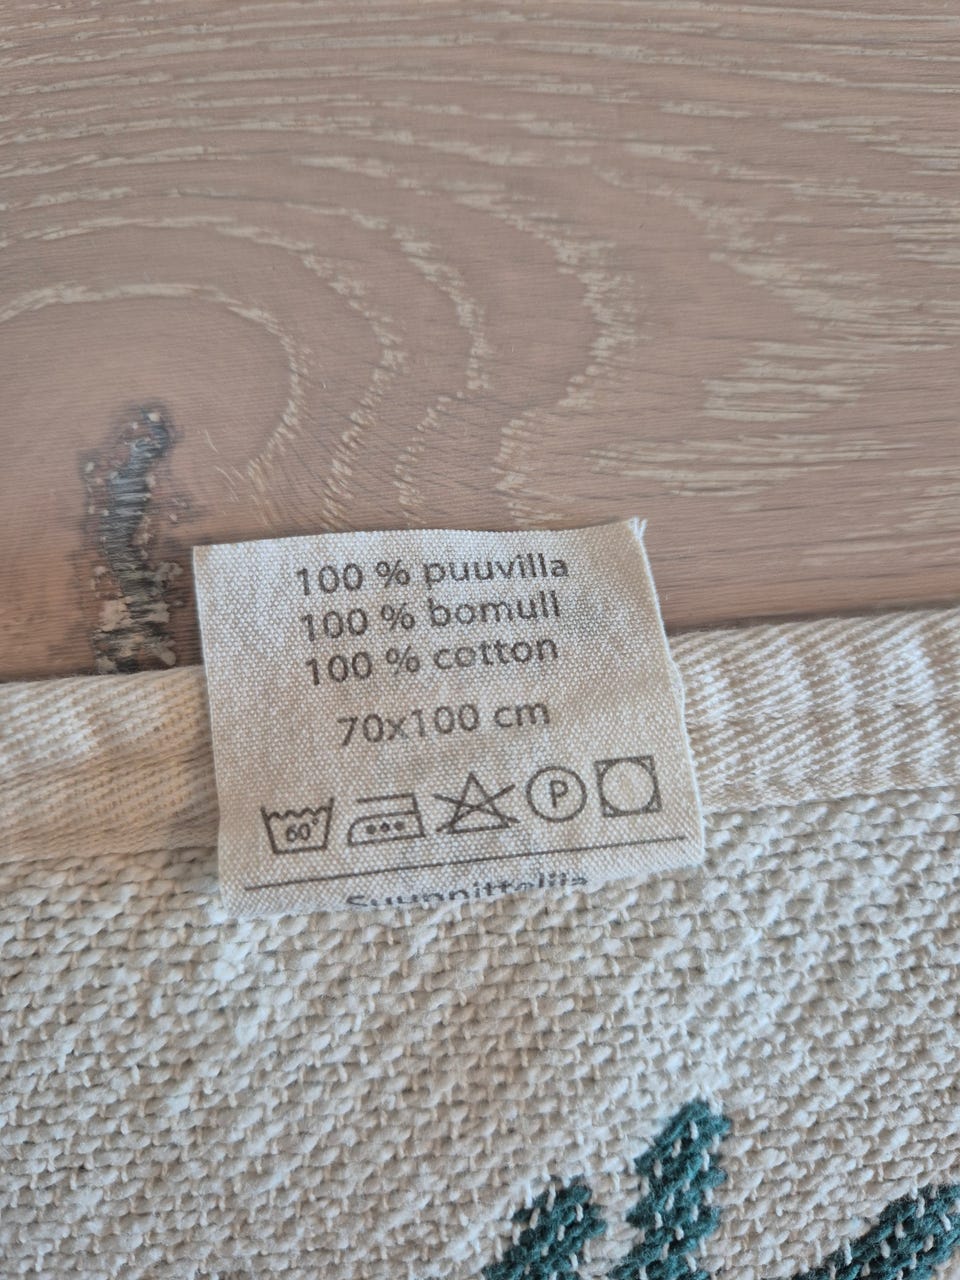 100 % puuvilla
100 % bomull
100 % cotton
70x100 cm
60 P